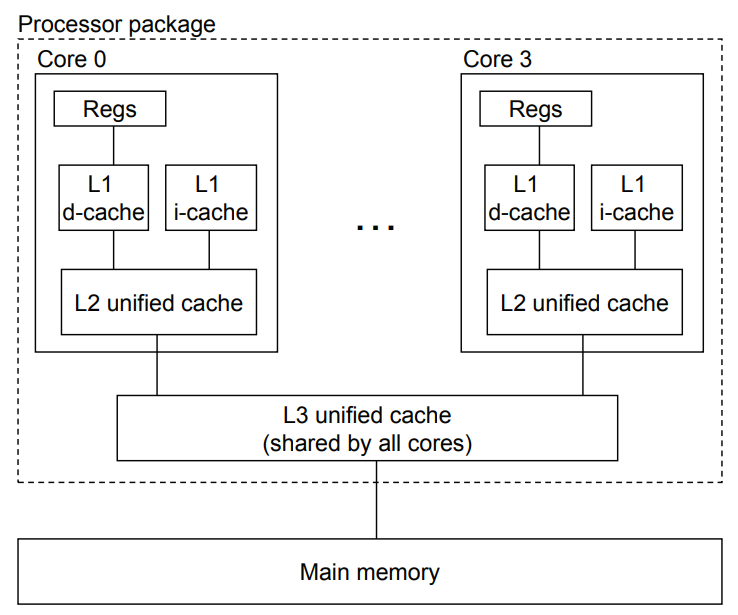 Processor package
Core 0
Regs
L1
d-cache
L1
i-cache
L2 unified cache
...
Core 3
Regs
L1
d-cache
L1
i-cache
L2 unified cache
L3 unified cache
(shared by all cores)
Main memory